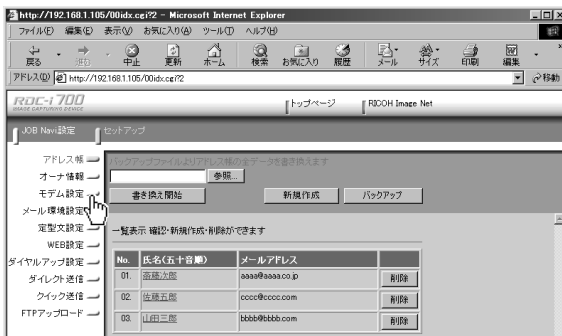 http://192.168.1.105/00idx.cgi?2 - Microsoft Internet Explorer
ファイル(F) 編集(E) 表示(V) お気に入り(A) ツール(T) ヘルプ(H)
戻る 進む 中止 更新 ホーム 検索 お気に入り 履歴 メール サイズ 印刷 編集
アドレス(D) http://192.168.1.105/00idx.cgi?2 移動
RDC-i700
IMAGE CAPTURING DEVICE
トップページ RICOH Image Net
JOB Navi設定 セットアップ
アドレス帳
オーナ情報
モデム設定
メール環境設定
定型文設定
WEB設定
ダイヤルアップ設定
ダイレクト送信
クイック送信
FTPアップロード
バックアップファイルよりアドレス帳の全データを書き換えます
参照...
書き換え開始 新規作成 バックアップ
一覧表示 確認・新規作成・削除ができます
No. 氏名(五十音順) メールアドレス
01. 斎藤次郎 aaaa@aaaa.co.jp 削除
02. 佐藤五郎 cccc@cccc.com 削除
03. 山田三郎 bbbb@bbbb.com 削除